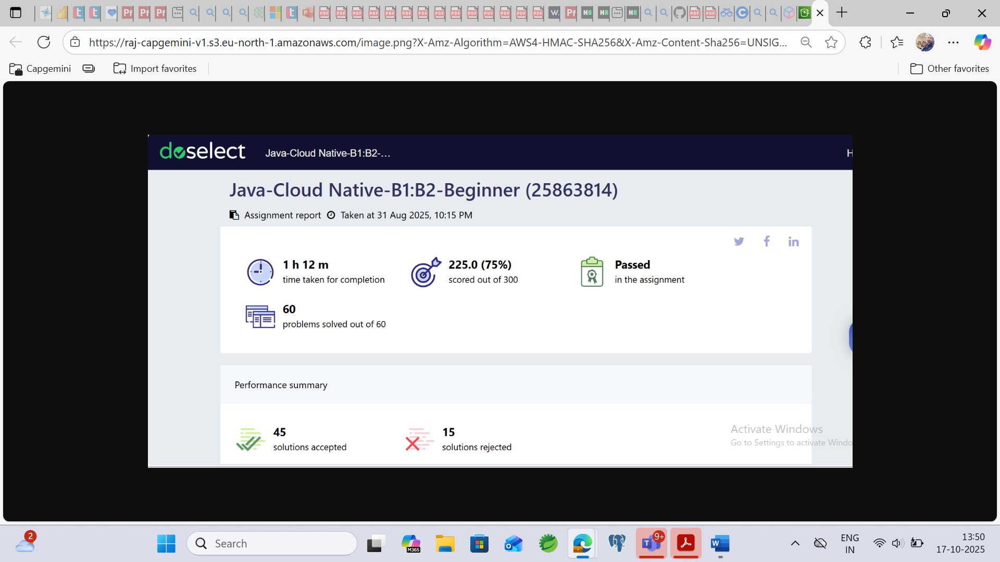 https://raj-capgemini-v1.s3.eu-north-1.amazonaws.com/image.png?X-Amz-Algorithm=AWS4-HMAC-SHA256&X-Amz-Content-Sha256=UNSIG...
Capgemini
Import favorites
Other favorites
doselect
Java-Cloud Native-B1:B2-...
H
Java-Cloud Native-B1:B2-Beginner (25863814)
Assignment report Taken at 31 Aug 2025, 10:15 PM
1 h 12 m
time taken for completion
225.0 (75%)
scored out of 300
Passed
in the assignment
60
problems solved out of 60
Performance summary
45
solutions accepted
15
solutions rejected
Activate Windows
Go to Settings to activate Windo
2
Search
M365
9+
ENG
IN
13:50
17-10-2025